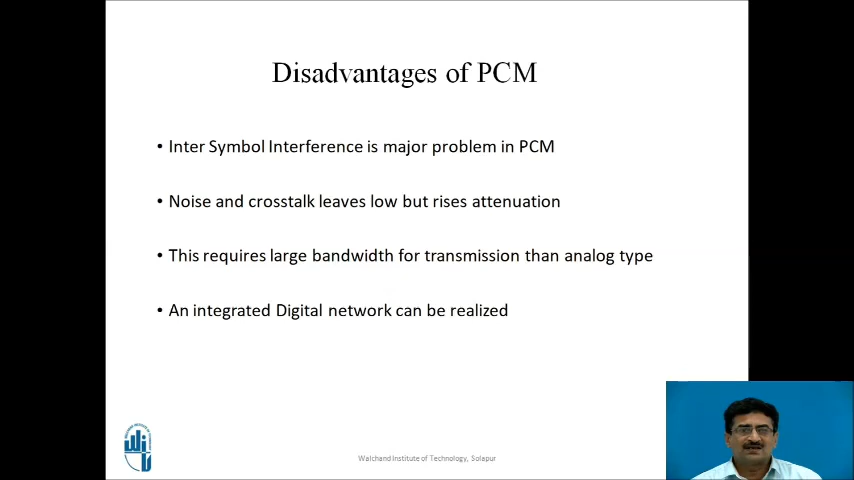 Disadvantages of PCM
• Inter Symbol Interference is major problem in PCM
• Noise and crosstalk leaves low but rises attenuation
• This requires large bandwidth for transmission than analog type
• An integrated Digital network can be realized
Walchand Institute of Technology, Solapur